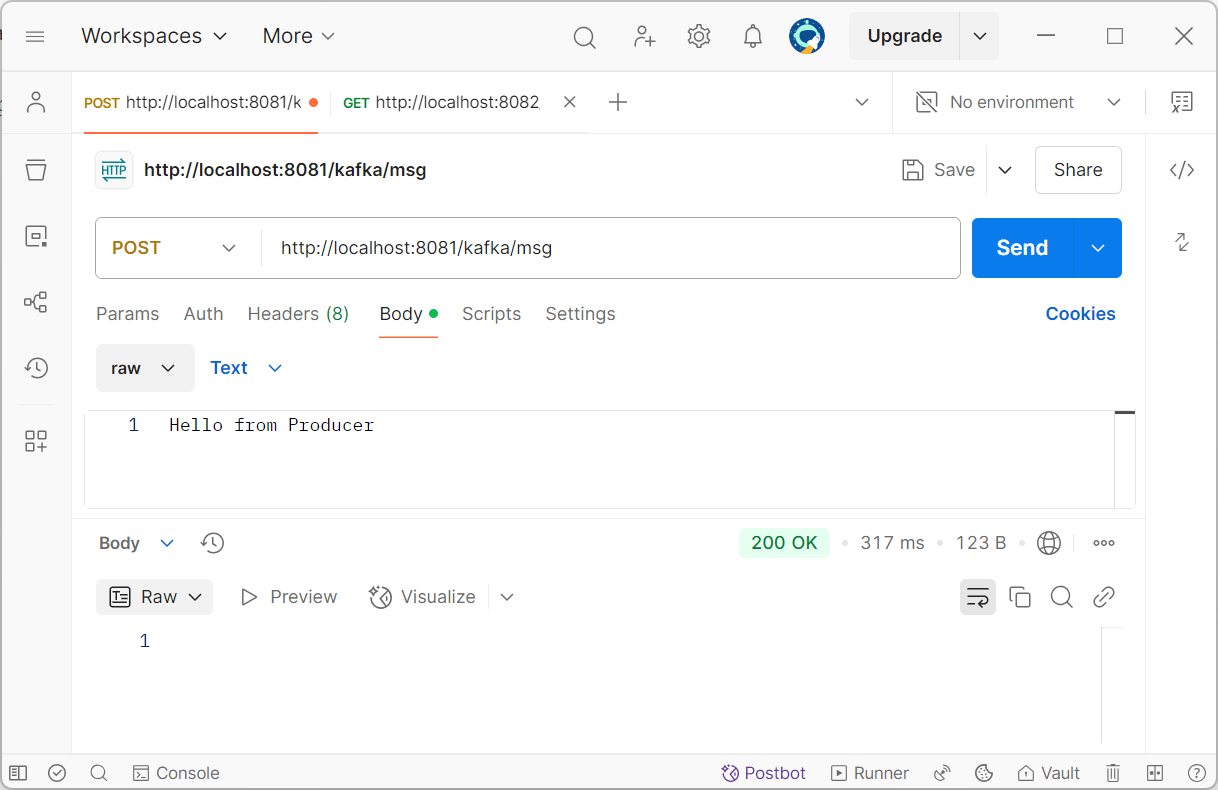 Workspaces More Upgrade
POST http://localhost:8081/k GET http://localhost:8082 No environment
HTTP http://localhost:8081/kafka/msg Save Share
POST http://localhost:8081/kafka/msg Send
Params Auth Headers (8) Body Scripts Settings Cookies
raw Text
1 Hello from Producer
Body 200 OK 317 ms 123 B
Raw Preview Visualize
1
Console Postbot Runner Vault